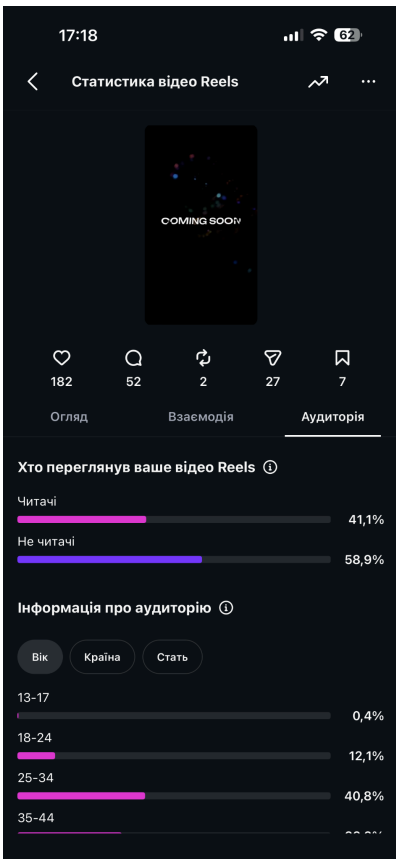 17:18
62
Статистика відео Reels
COMING SOON
182 52 2 27 7
Огляд Взаємодія Аудиторія
Хто переглянув ваше відео Reels
Читачі
41,1%
Не читачі
58,9%
Інформація про аудиторію
Вік Країна Стать
13-17
0,4%
18-24
12,1%
25-34
40,8%
35-44